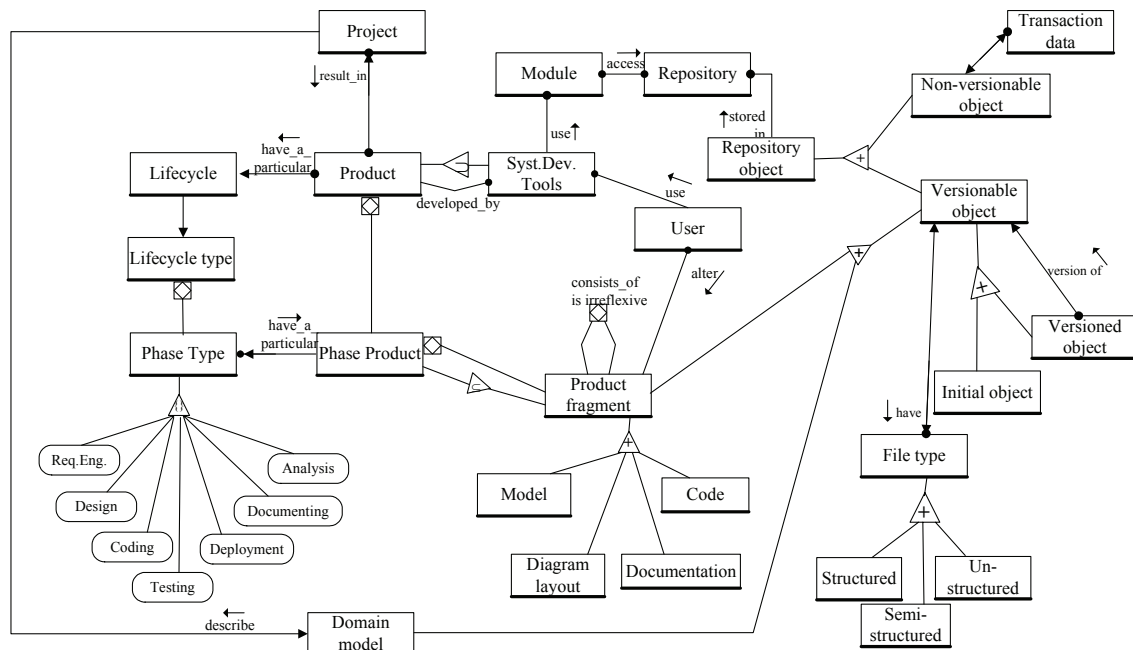 Project
Transaction
data
↓ result_in
Module
→
access
Repository
Non-versionable
object
use↑
↑stored
in
Repository
object
Lifecycle
←
have_a_
particular
Product
Syst.Dev.
Tools
developed_by
←
use
Versionable
object
User
Lifecycle type
alter
↙
version of
↖
consists_of
is irreflexive
Phase Type
→
have_a_
particular
Phase Product
Versioned
object
Product
fragment
Initial object
↓ have
File type
Req.Eng.
Analysis
Design
Documenting
Coding
Deployment
Testing
Model
Code
Diagram
layout
Documentation
Structured
Un-
structured
Semi-
structured
←
describe
Domain
model